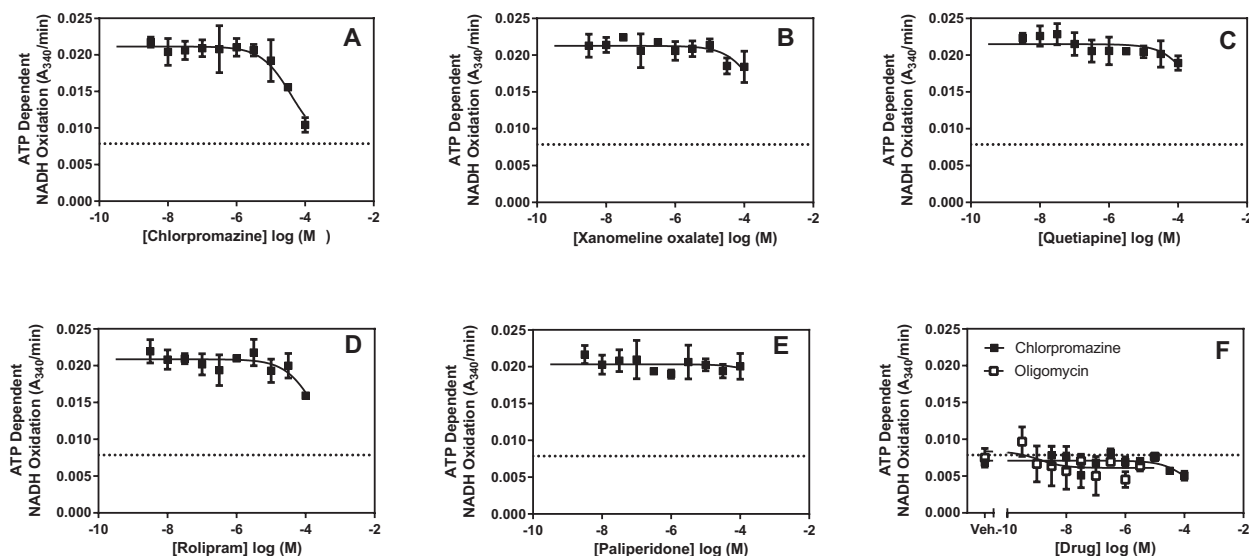 A
ATP Dependent
NADH Oxidation (A340/min)
0.025
0.020
0.015
0.010
0.005
0.000
-10
-8
-6
-4
-2
[Chlorpromazine] log (M )
B
ATP Dependent
NADH Oxidation (A340/min)
0.025
0.020
0.015
0.010
0.005
0.000
-10
-8
-6
-4
-2
[Xanomeline oxalate] log (M)
C
ATP Dependent
NADH Oxidation (A340/min)
0.025
0.020
0.015
0.010
0.005
0.000
-10
-8
-6
-4
-2
[Quetiapine] log (M)
D
ATP Dependent
NADH Oxidation (A340/min)
0.025
0.020
0.015
0.010
0.005
0.000
-10
-8
-6
-4
-2
[Rolipram] log (M)
E
ATP Dependent
NADH Oxidation (A340/min)
0.025
0.020
0.015
0.010
0.005
0.000
-10
-8
-6
-4
-2
[Paliperidone] log (M)
F
ATP Dependent
NADH Oxidation (A340/min)
0.025
0.020
0.015
0.010
0.005
0.000
Chlorpromazine
Oligomycin
Veh.
-10
-8
-6
-4
-2
[Drug] log (M)